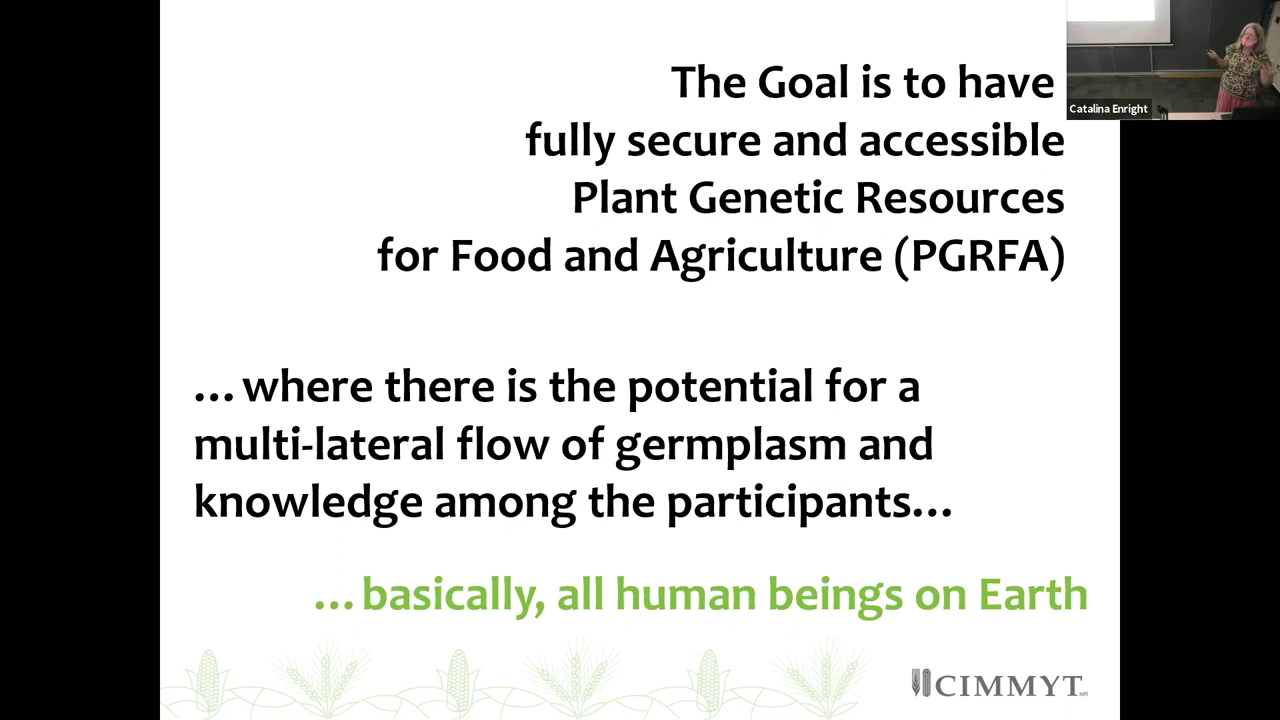 The Goal is to have
fully secure and accessible
Plant Genetic Resources
for Food and Agriculture (PGRFA)
Catalina Enright
…where there is the potential for a
multi-lateral flow of germplasm and
knowledge among the participants…
…basically, all human beings on Earth
CIMMYT MR